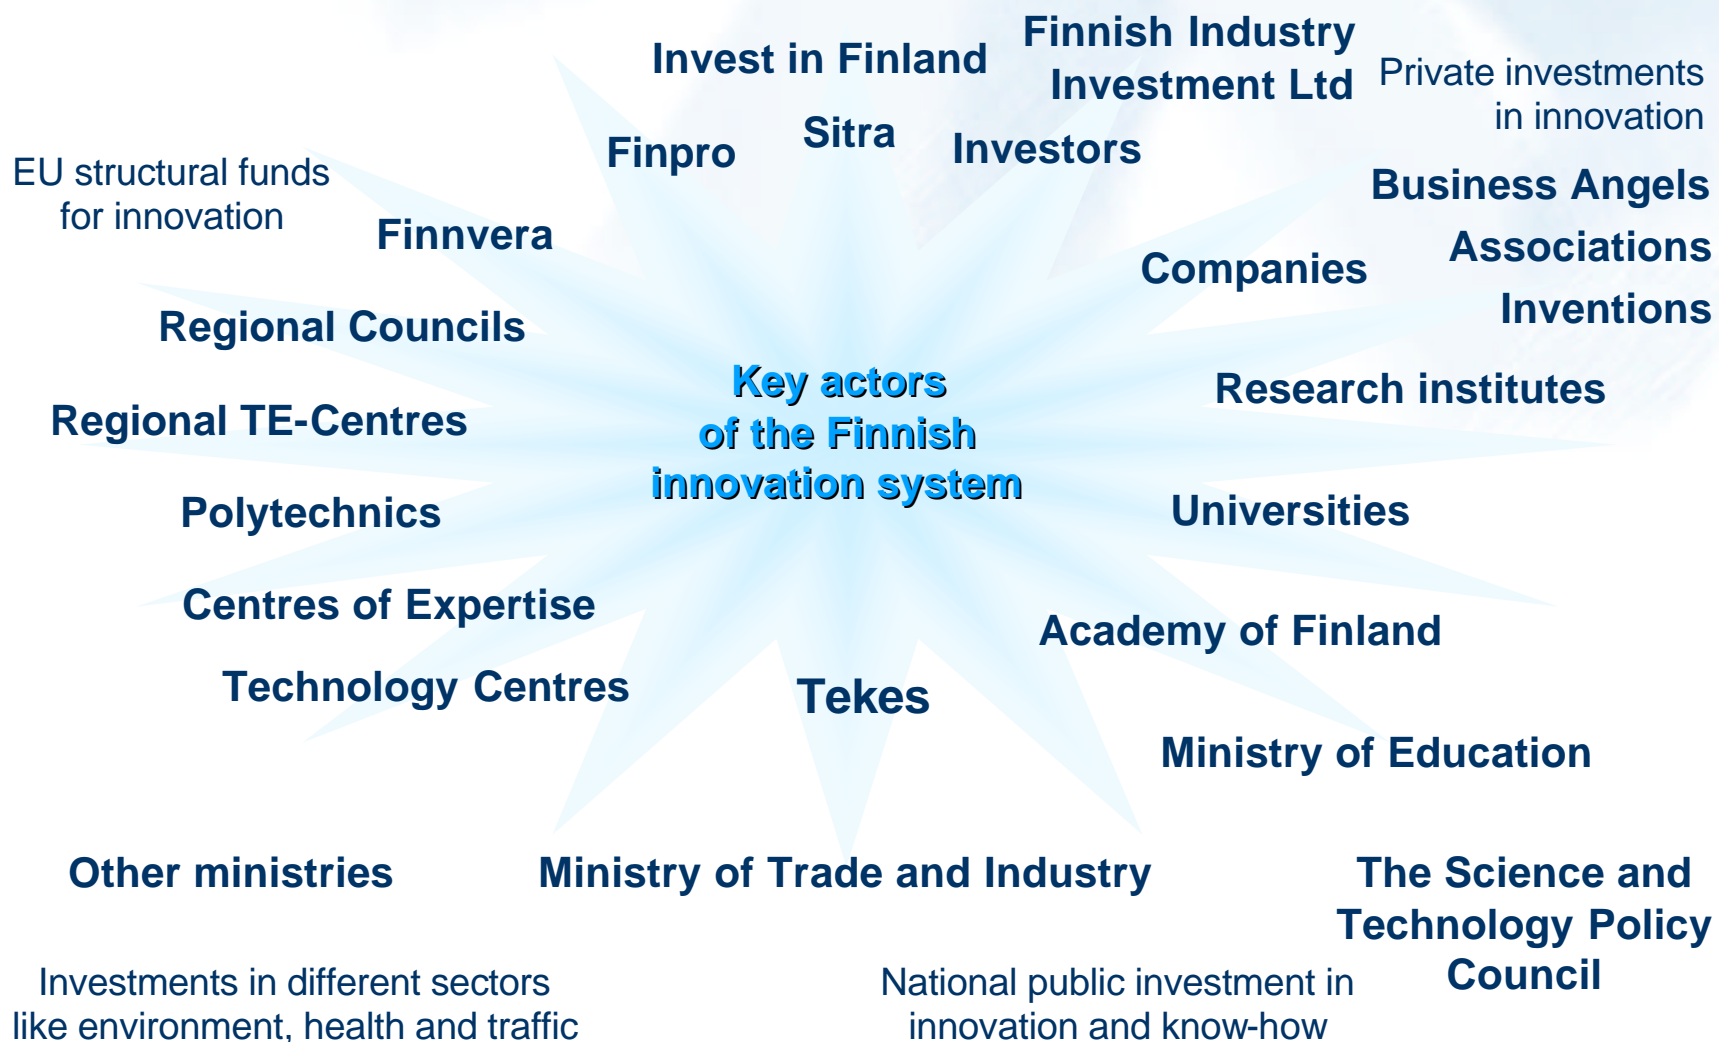 Finnish Industry
Investment Ltd
Invest in Finland
Private investments
in innovation
Sitra
Finpro
Investors
EU structural funds
for innovation
Business Angels
Finnvera
Associations
Companies
Inventions
Regional Councils
Key actors
of the Finnish
innovation system
Research institutes
Regional TE-Centres
Polytechnics
Universities
Centres of Expertise
Academy of Finland
Technology Centres
Tekes
Ministry of Education
Other ministries
Ministry of Trade and Industry
The Science and
Technology Policy
Council
Investments in different sectors
like environment, health and traffic
National public investment in
innovation and know-how